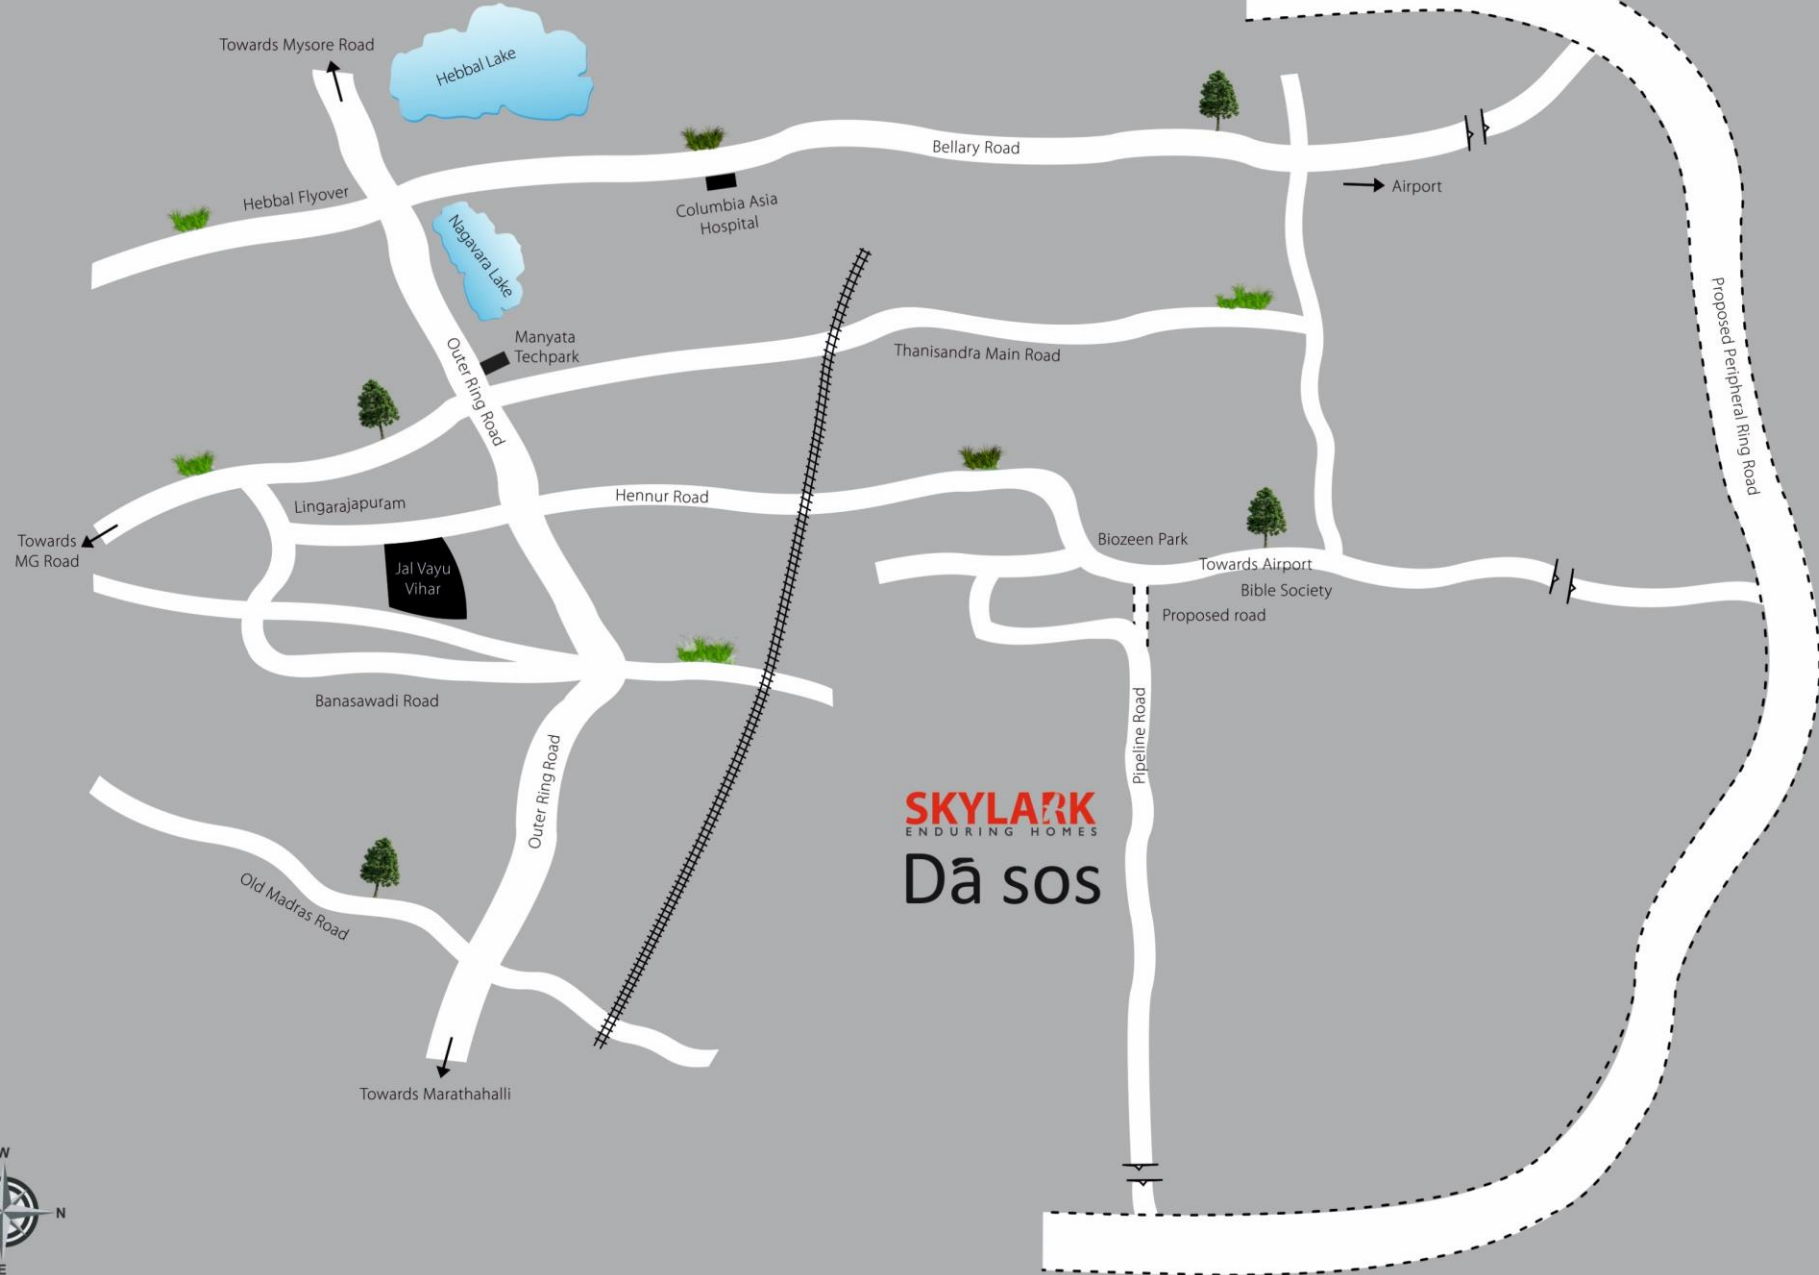 Towards Mysore Road
Hebbal Lake
Bellary Road
Hebbal Flyover
Airport
Columbia Asia
Hospital
Nagavara Lake
Manyata
Techpark
Outer Ring Road
Thanisandra Main Road
Proposed Peripheral Ring Road
Lingarajapuram
Hennur Road
Towards
MG Road
Jal Vayu
Vihar
Biozeen Park
Towards Airport
Bible Society
Proposed road
Banasawadi Road
Pipeline Road
Outer Ring Road
SKYLARK
ENDURING HOMES
Dā sos
Old Madras Road
Towards Marathahalli
W
N
E